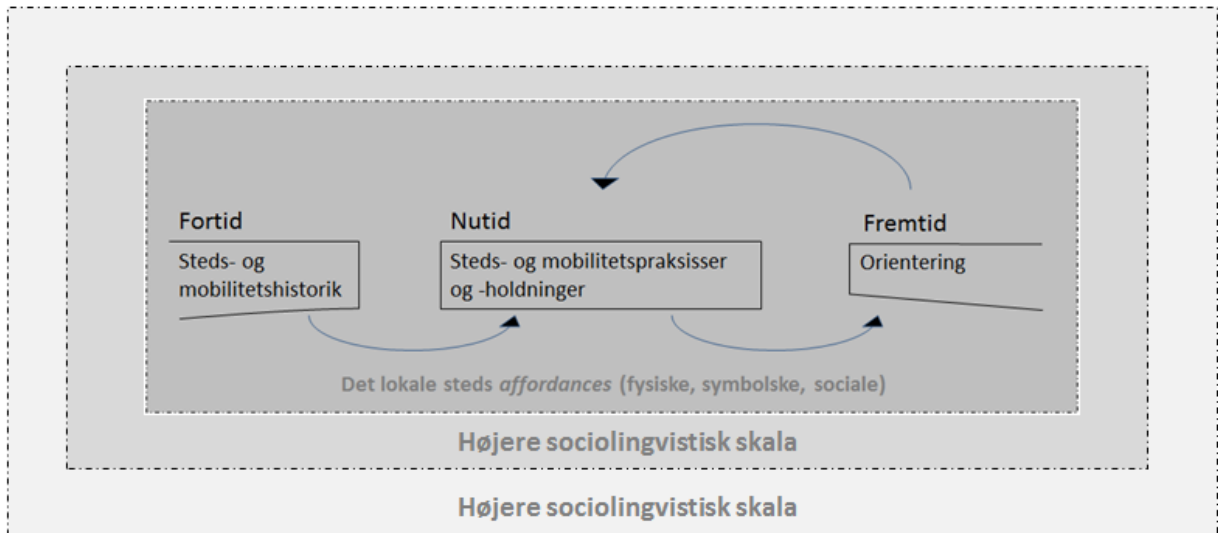 Fortid
Steds- og
mobilitetshistorik
Nutid
Steds- og mobilitetspraksisser
og -holdninger
Fremtid
Orientering
Det lokale steds affordances (fysiske, symbolske, sociale)
Højere sociolingvistisk skala
Højere sociolingvistisk skala